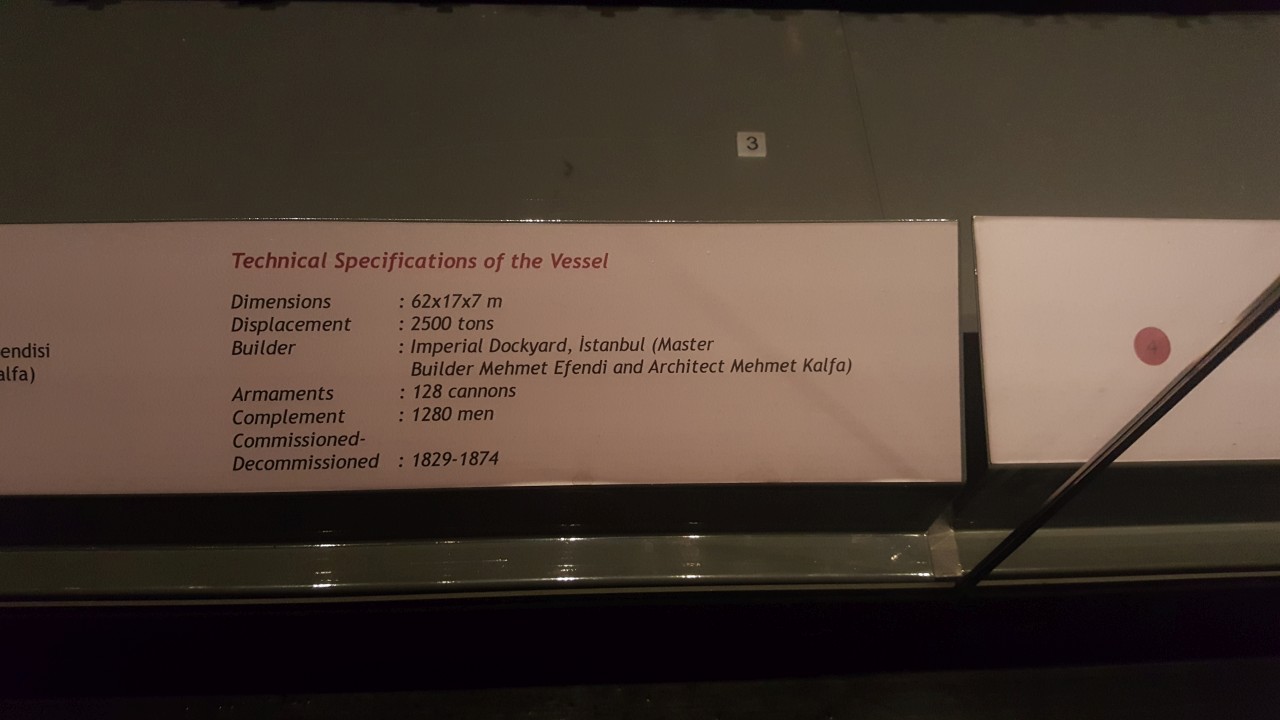 3
Technical Specifications of the Vessel
Dimensions : 62x17x7 m
Displacement : 2500 tons
Builder : Imperial Dockyard, İstanbul (Master
Builder Mehmet Efendi and Architect Mehmet Kalfa)
Armaments : 128 cannons
Complement : 1280 men
Commissioned-
Decommissioned : 1829-1874
endisi
alfa)
4